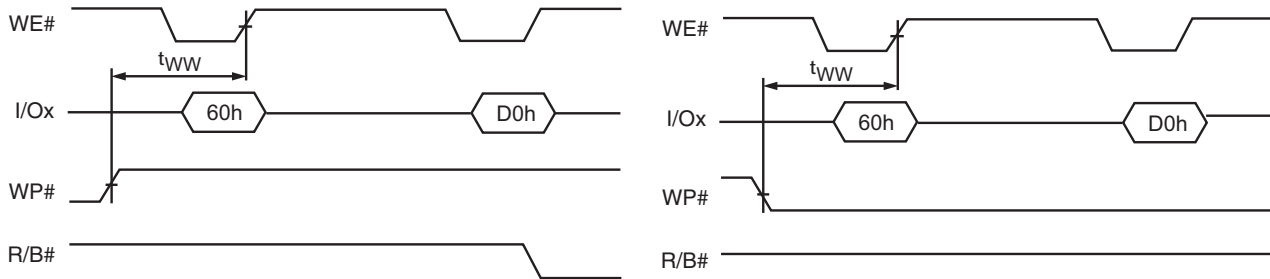 WE#
tWW
I/Ox
60h
D0h
WP#
R/B#
WE#
tWW
I/Ox
60h
D0h
WP#
R/B#